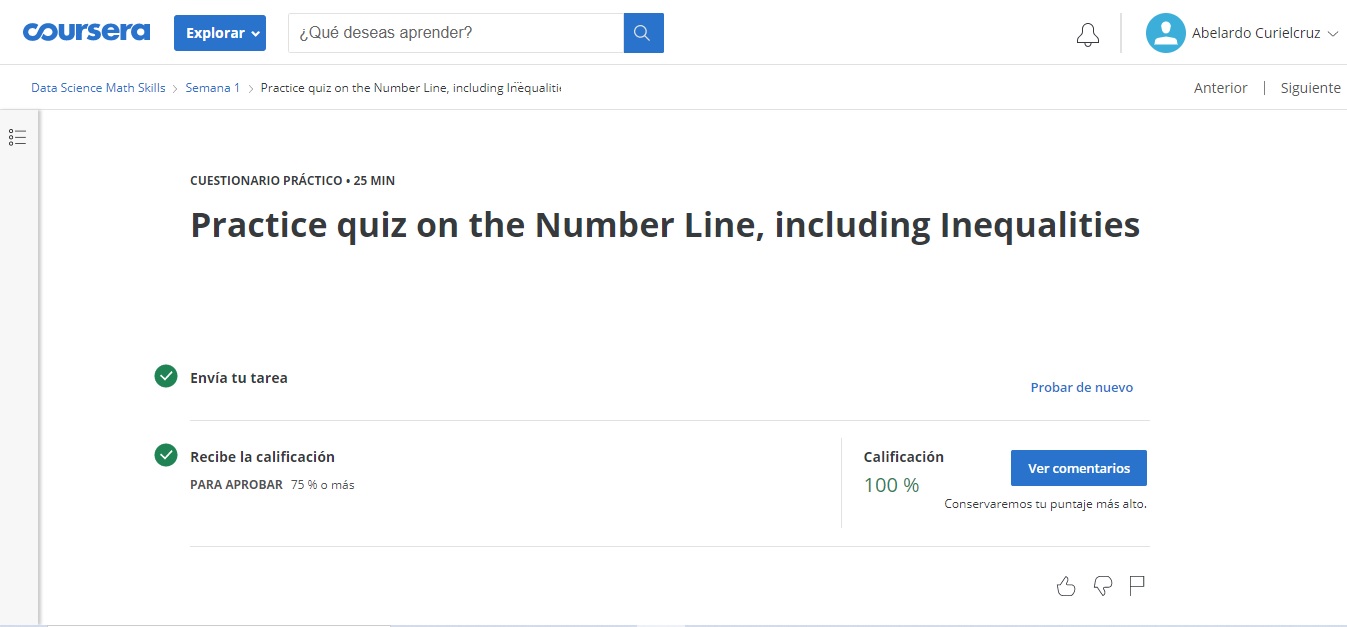 coursera Explorar ¿Qué deseas aprender? Abelardo Curielcruz
Data Science Math Skills Semana 1 Practice quiz on the Number Line, including Inequalitie Anterior | Siguiente
CUESTIONARIO PRÁCTICO • 25 MIN
Practice quiz on the Number Line, including Inequalities
Envía tu tarea
Probar de nuevo
Recibe la calificación
PARA APROBAR 75 % o más
Calificación
100 %
Ver comentarios
Conservaremos tu puntaje más alto.